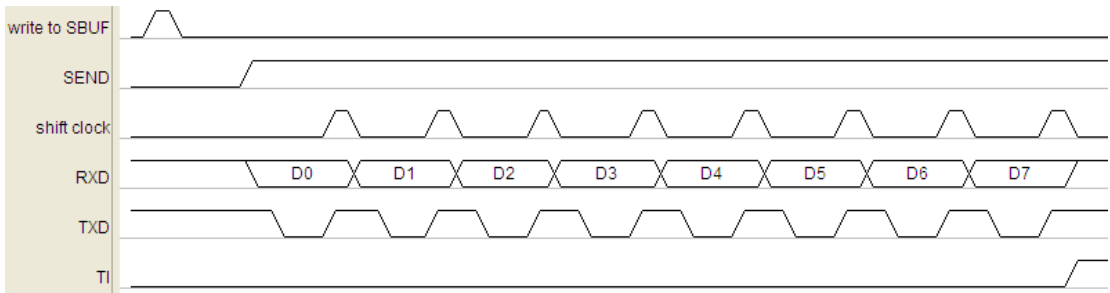 write to SBUF
SEND
shift clock
RXD D0 D1 D2 D3 D4 D5 D6 D7
TXD
TI